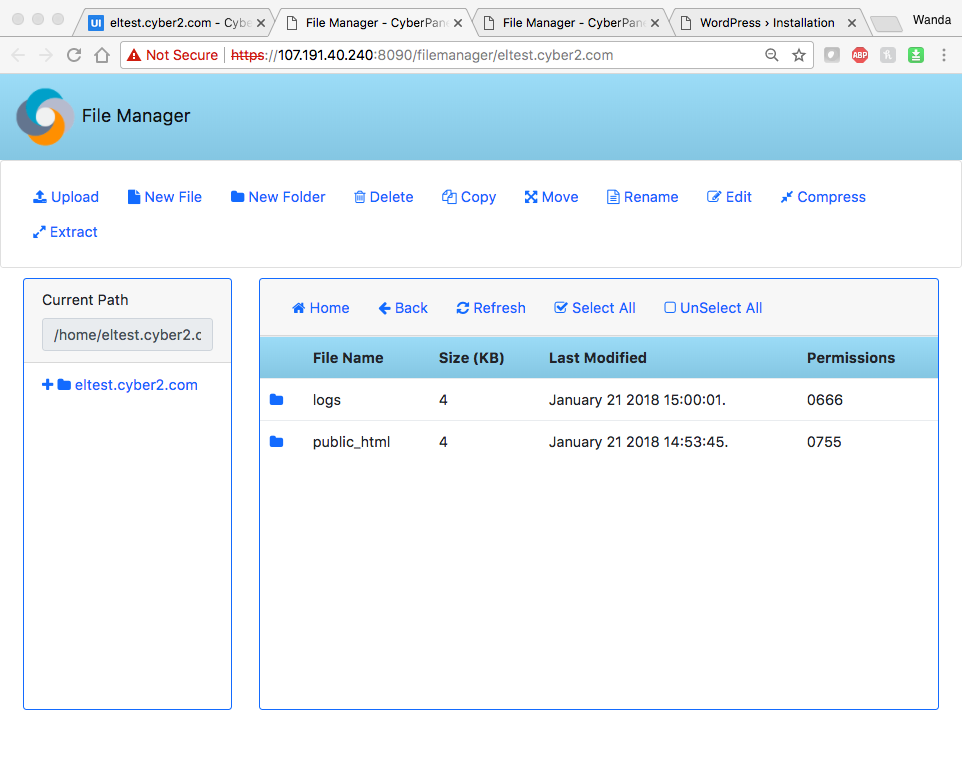 UI eltest.cyber2.com - Cybe
File Manager - CyberPane
File Manager - CyberPane
WordPress › Installation
Wanda
Not Secure https://107.191.40.240:8090/filemanager/eltest.cyber2.com
ABP
File Manager
Upload New File New Folder Delete Copy Move Rename Edit Compress
Extract
Current Path
/home/eltest.cyber2.c
eltest.cyber2.com
Home Back Refresh Select All UnSelect All
File Name Size (KB) Last Modified Permissions
logs 4 January 21 2018 15:00:01. 0666
public_html 4 January 21 2018 14:53:45. 0755